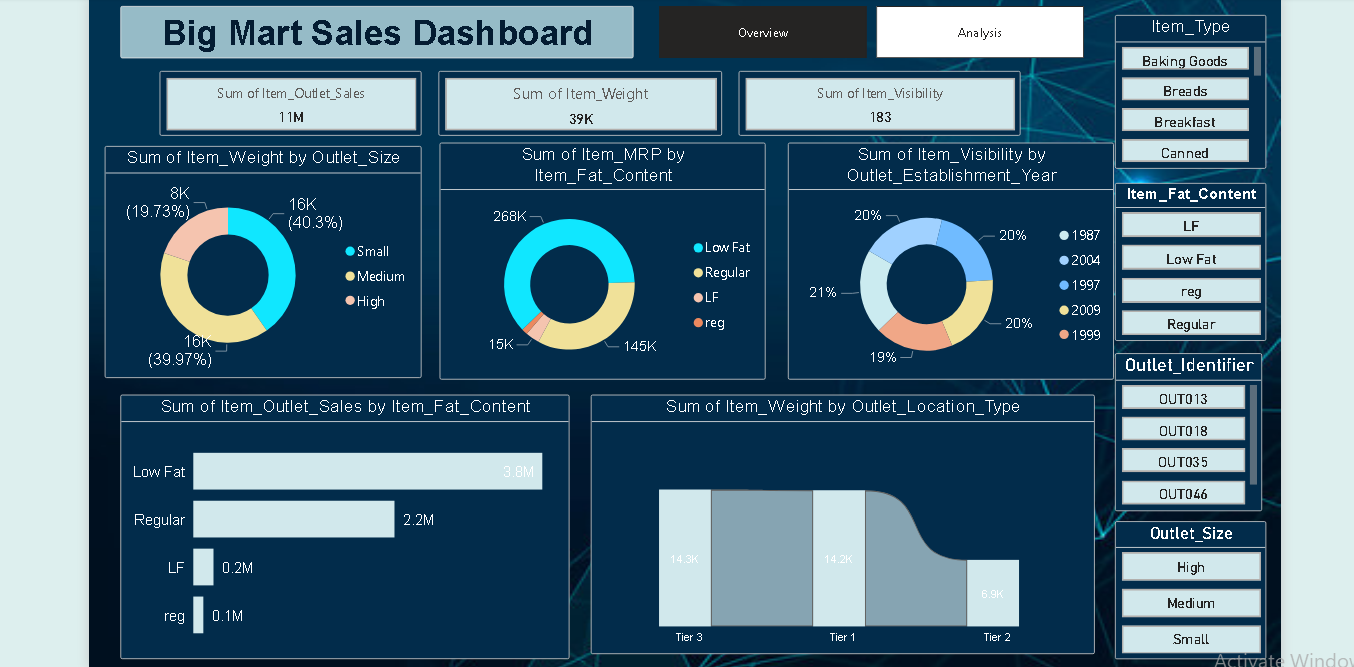 Big Mart Sales Dashboard
Overview
Analysis
Sum of Item_Outlet_Sales
11M
Sum of Item_Weight
39K
Sum of Item_Visibility
183
Sum of Item_Weight by Outlet_Size
8K
(19.73%)
16K
(40.3%)
16K
(39.97%)
Small
Medium
High
Sum of Item_MRP by
Item_Fat_Content
268K
15K
145K
Low Fat
Regular
LF
reg
Sum of Item_Visibility by
Outlet_Establishment_Year
20%
20%
21%
20%
19%
1987
2004
1997
2009
1999
Sum of Item_Outlet_Sales by Item_Fat_Content
Low Fat 3.8M
Regular 2.2M
LF 0.2M
reg 0.1M
Sum of Item_Weight by Outlet_Location_Type
14.3K
14.2K
6.9K
Tier 3
Tier 1
Tier 2
Item_Type
Baking Goods
Breads
Breakfast
Canned
Item_Fat_Content
LF
Low Fat
reg
Regular
Outlet_Identifier
OUT013
OUT018
OUT035
OUT046
Outlet_Size
High
Medium
Small
Activate Windo